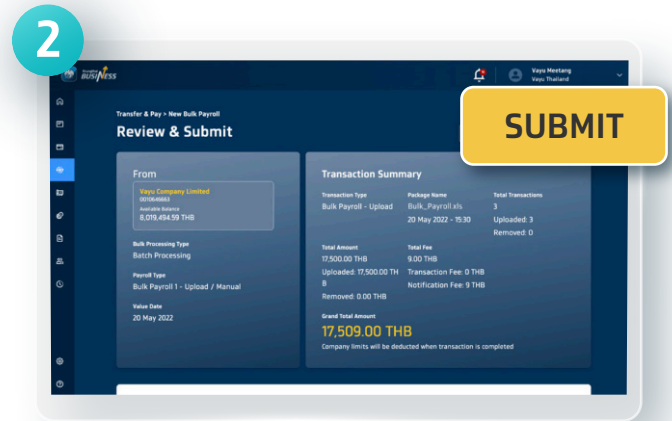 2
BUSINESS
Vayu Meetang
Vayu Thailand
Transfer & Pay > New Bulk Payroll
Review & Submit
SUBMIT
From
Vayu Company Limited
0010646663
Available Balance
8,019,494.59 THB
Bulk Processing Type
Batch Processing
Payroll Type
Bulk Payroll 1 - Upload / Manual
Value Date
20 May 2022
Transaction Summary
Transaction Type
Bulk Payroll - Upload
Package Name
Bulk_Payroll.xls
20 May 2022 - 15:30
Total Transactions
3
Uploaded: 3
Removed: 0
Total Amount
17,500.00 THB
Uploaded: 17,500.00 TH
B
Removed: 0.00 THB
Total Fee
9.00 THB
Transaction Fee: 0 THB
Notification Fee: 9 THB
Grand Total Amount
17,509.00 THB
Company limits will be deducted when transaction is completed